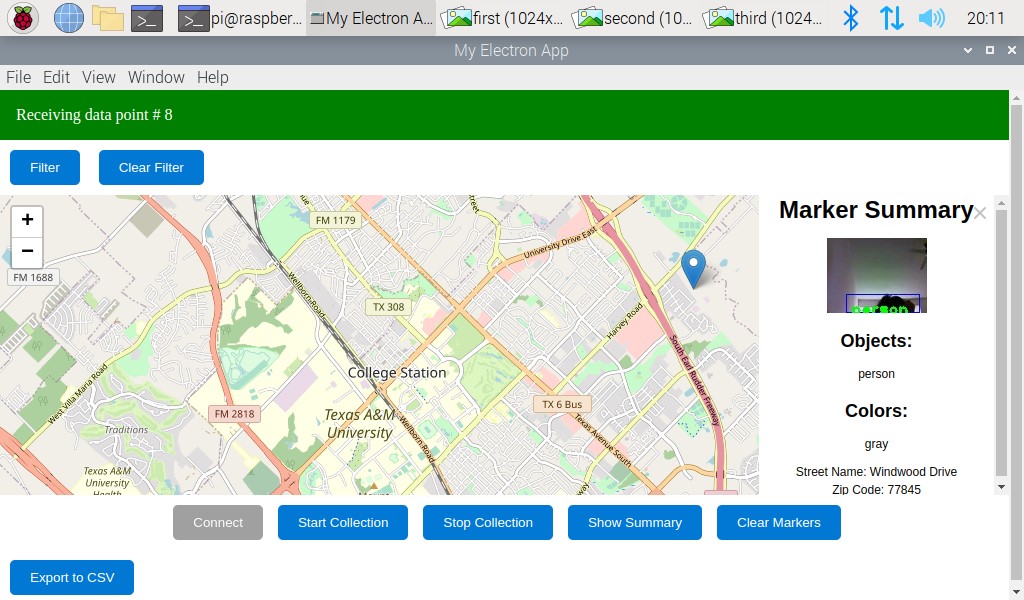 pi@raspber...
My Electron A...
first (1024x...
second (10...
third (1024...
20:11
My Electron App
File Edit View Window Help
Receiving data point # 8
Filter
Clear Filter
+
−
FM 1688
FM 1179
University Drive East
Wellborn Road
TX 308
Harvey Road
South Earl Rudder Freeway
College Station
West Villa Maria Road
FM 2818
Texas A&M
University
TX 6 Bus
Traditions
Wellborn Road
Texas Avenue South
Texas A&M
University
Health
Marker Summary
×
person
Objects:
person
Colors:
gray
Street Name: Windwood Drive
Zip Code: 77845
Connect
Start Collection
Stop Collection
Show Summary
Clear Markers
Export to CSV